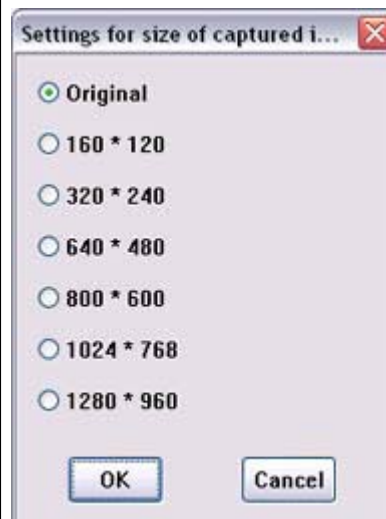 Settings for size of captured i...
Original
160 * 120
320 * 240
640 * 480
800 * 600
1024 * 768
1280 * 960
OK
Cancel